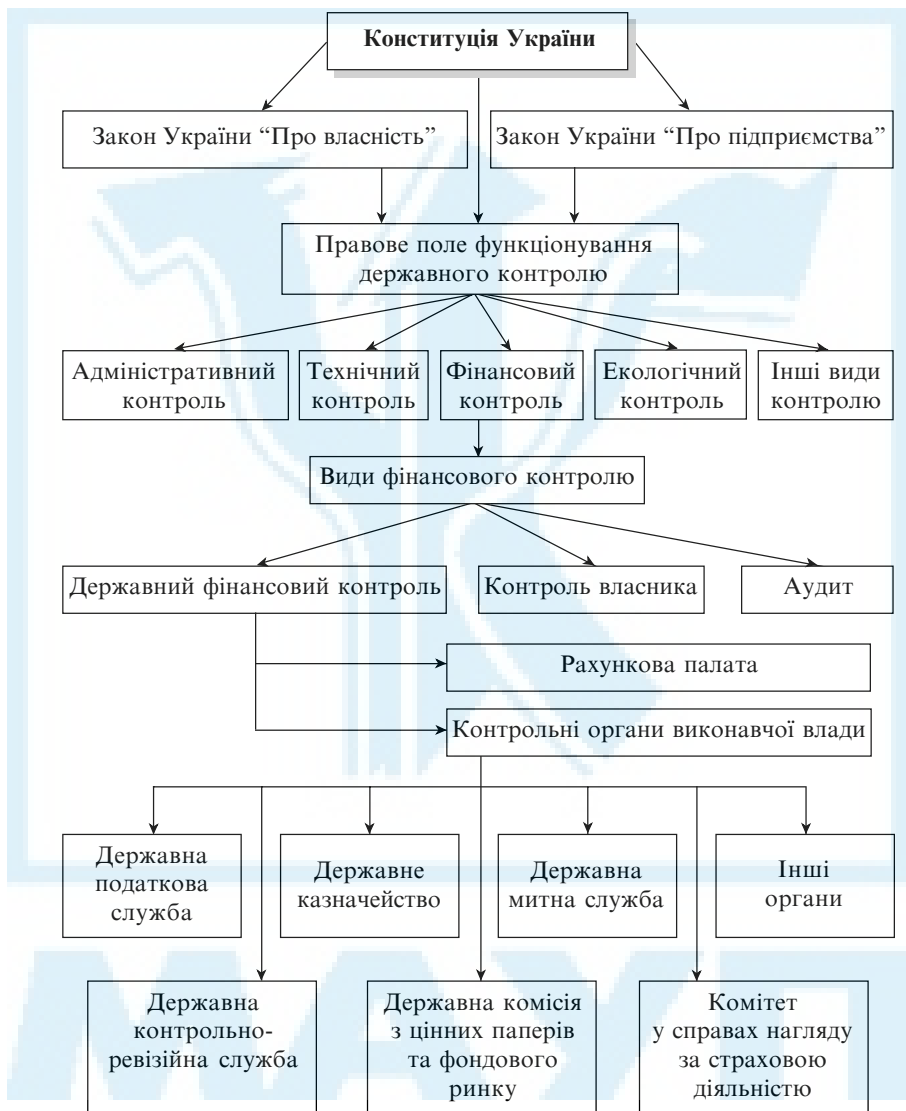 Конституція України
Закон України “Про власність”
Закон України “Про підприємства”
Правове поле функціонування
державного контролю
Адміністративний
контроль
Технічний
контроль
Фінансовий
контроль
Екологічний
контроль
Інші види
контролю
Види фінансового контролю
Державний фінансовий контроль
Контроль власника
Аудит
Рахункова палата
Контрольні органи виконавчої влади
Державна
податкова
служба
Державне
казначейство
Державна
митна служба
Інші
органи
Державна
контрольно-
ревізійна служба
Державна комісія
з цінних паперів
та фондового
ринку
Комітет
у справах нагляду
за страховою
діяльністю
МАУП